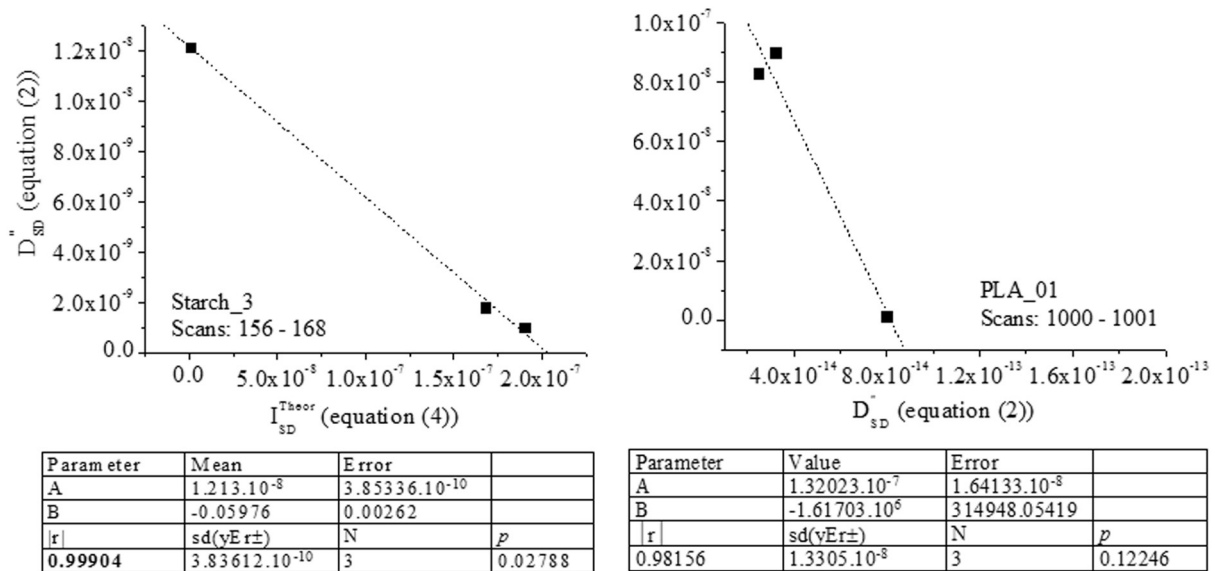 1.2x10⁻⁸
1.0x10⁻⁸
8.0x10⁻⁹
6.0x10⁻⁹
4.0x10⁻⁹
2.0x10⁻⁹
0.0
D"SD (equation (2))
Starch_3
Scans: 156 - 168
0.0 5.0x10⁻⁸ 1.0x10⁻⁷ 1.5x10⁻⁷ 2.0x10⁻⁷
I_SD^Theor (equation (4))
Parameter Mean Error
A 1.213.10⁻⁸ 3.85336.10⁻¹⁰
B -0.05976 0.00262
|r| sd(yEr±) N p
0.99904 3.83612.10⁻¹⁰ 3 0.02788
1.0x10⁻⁷
8.0x10⁻⁸
6.0x10⁻⁸
4.0x10⁻⁸
2.0x10⁻⁸
0.0
PLA_01
Scans: 1000 - 1001
4.0x10⁻¹⁴ 8.0x10⁻¹⁴ 1.2x10⁻¹³ 1.6x10⁻¹³ 2.0x10⁻¹³
D"SD (equation (2))
Parameter Value Error
A 1.32023.10⁻⁷ 1.64133.10⁻⁸
B -1.61703.10⁶ 314948.05419
|r| sd(yEr±) N p
0.98156 1.3305.10⁻⁸ 3 0.12246